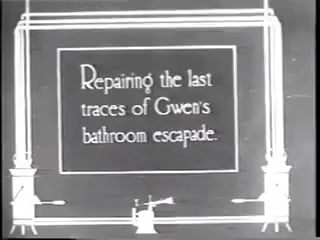 Repairing the last
traces of Gwen's
bathroom escapade.